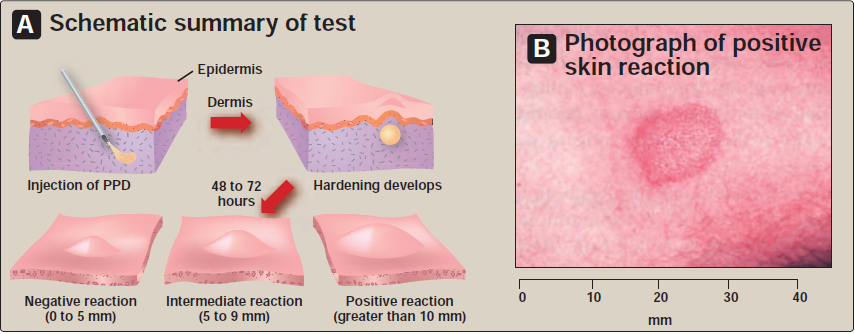 A Schematic summary of test
Epidermis
Dermis
Injection of PPD
48 to 72
hours
Hardening develops
Negative reaction
(0 to 5 mm)
Intermediate reaction
(5 to 9 mm)
Positive reaction
(greater than 10 mm)
B Photograph of positive
skin reaction
0 10 20 30 40
mm